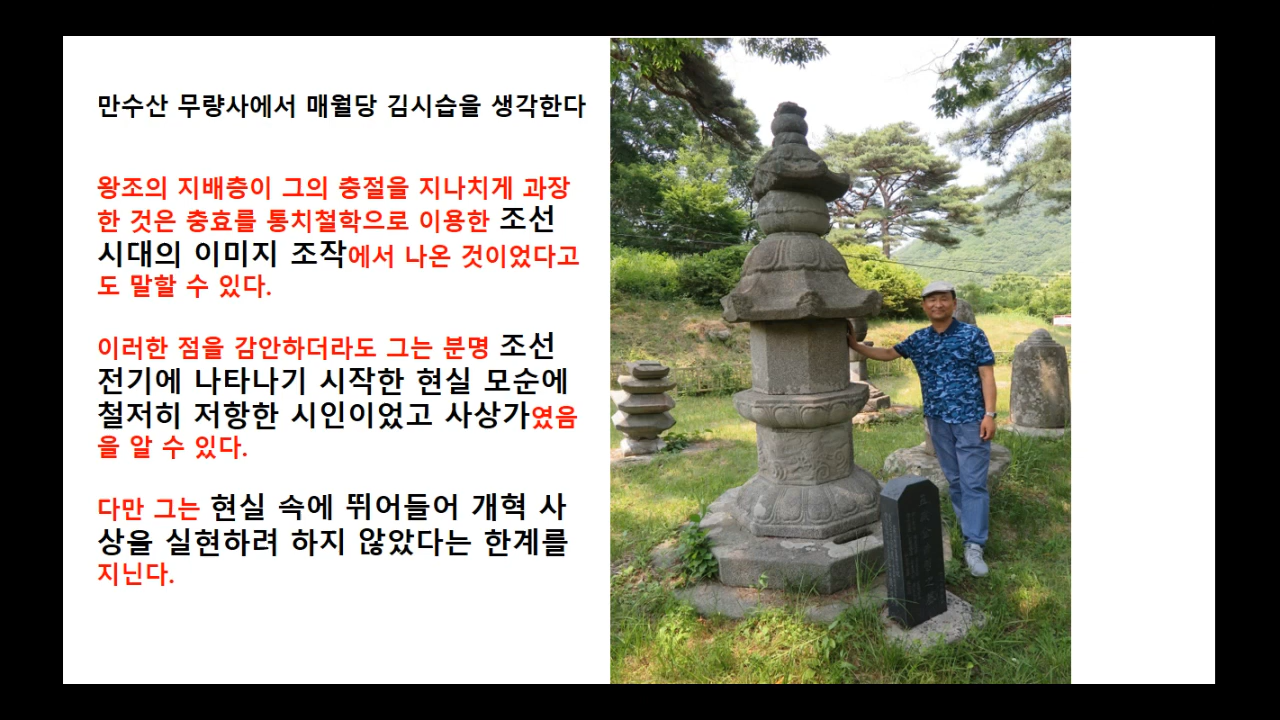 만수산 무량사에서 매월당 김시습을 생각한다
왕조의 지배층이 그의 충절을 지나치게 과장
한 것은 충효를 통치철학으로 이용한 조선
시대의 이미지 조작에서 나온 것이었다고
도 말할 수 있다.
이러한 점을 감안하더라도 그는 분명 조선
전기에 나타나기 시작한 현실 모순에
철저히 저항한 시인이었고 사상가였음
을 알 수 있다.
다만 그는 현실 속에 뛰어들어 개혁 사
상을 실현하려 하지 않았다는 한계를
지닌다.